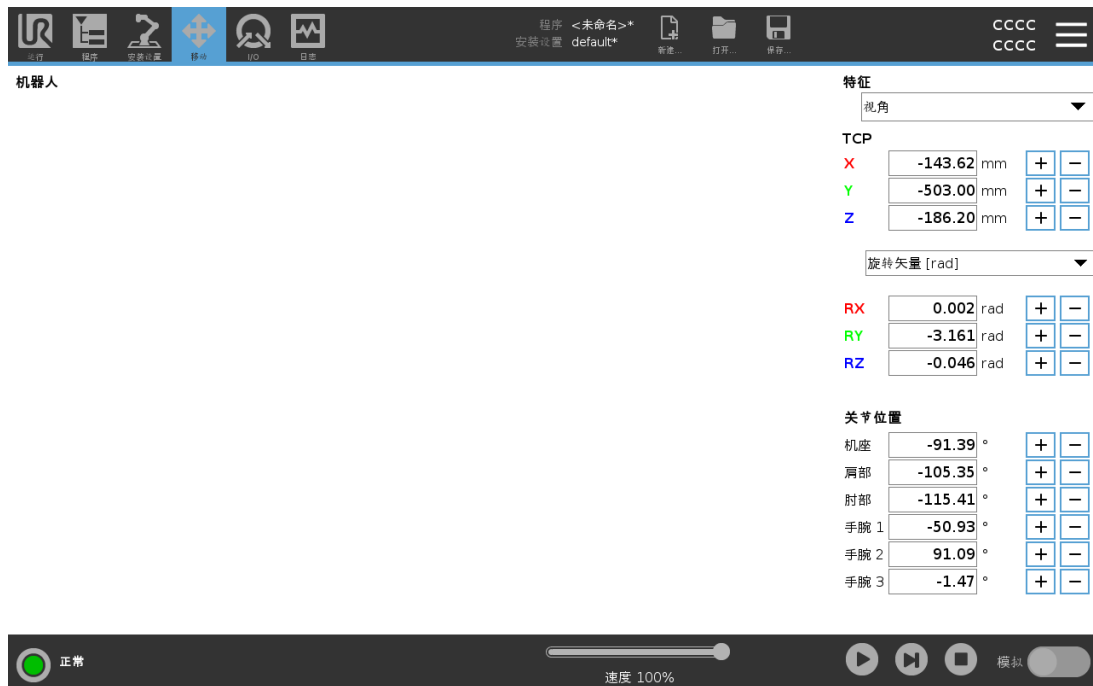 UR
运行
程序
安装设置
移动
I/O
日志
程序 <未命名>*
安装设置 default*
新建...
打开...
保存...
CCCC
CCCC
机器人
特征
视角
TCP
X -143.62 mm + −
Y -503.00 mm + −
Z -186.20 mm + −
旋转矢量 [rad]
RX 0.002 rad + −
RY -3.161 rad + −
RZ -0.046 rad + −
关节位置
机座 -91.39 ° + −
肩部 -105.35 ° + −
肘部 -115.41 ° + −
手腕 1 -50.93 ° + −
手腕 2 91.09 ° + −
手腕 3 -1.47 ° + −
正常
速度 100%
模拟